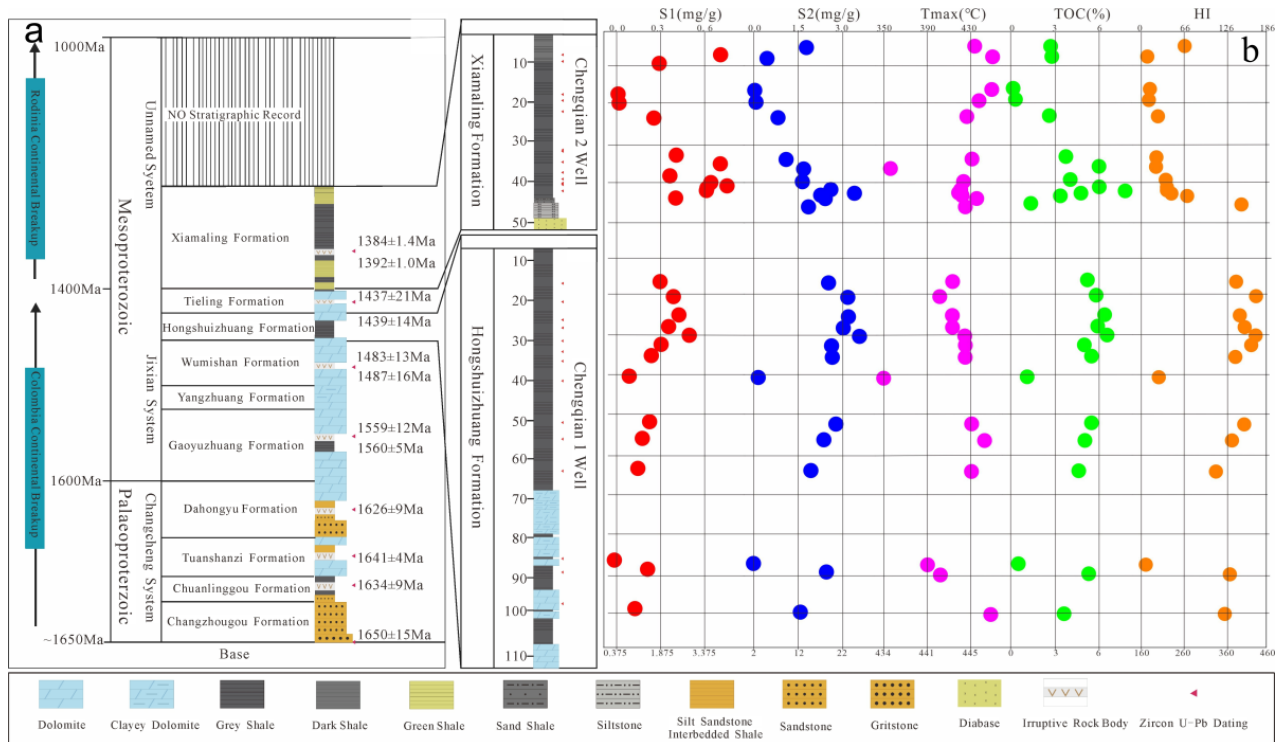 a
1000Ma
1400Ma
1600Ma
~1650Ma
Rodinia Continental Breakup
Colombia Continental Breakup
Mesoproterozoic
Palaeoproterzoic
Unnamed Syetem
Jixian System
Changcheng System
NO Stratigraphic Record
Xiamaling Formation
Tieling Formation
Hongshuizhuang Formation
Wumishan Formation
Yangzhuang Formation
Gaoyuzhuang Formation
Dahongyu Formation
Tuanshanzi Formation
Chuanlinggou Formation
Changzhougou Formation
Base
1384±1.4Ma
1392±1.0Ma
1437±21Ma
1439±14Ma
1483±13Ma
1487±16Ma
1559±12Ma
1560±5Ma
1626±9Ma
1641±4Ma
1634±9Ma
1650±15Ma
Xiamaling Formation
10
20
30
40
50
Chengqian 2 Well
Hongshuizhuang Formation
10
20
30
40
50
60
70
80
90
100
110
Chongqian 1 Well
b
S1(mg/g) S2(mg/g) Tmax(℃) TOC(%) HI
0.0 0.3 0.6 0.0 1.5 3.0 350 390 430 0 3 6 0 66 126 186
0.375 1.875 3.375 2 12 22 434 441 445 0 3 6 160 260 360 460
Dolomite
Clayey Dolomite
Grey Shale
Dark Shale
Green Shale
Sand Shale
Siltstone
Silt Sandstone
Interbedded Shale
Sandstone
Gritstone
Diabase
Irruptive Rock Body
Zircon U-Pb Dating